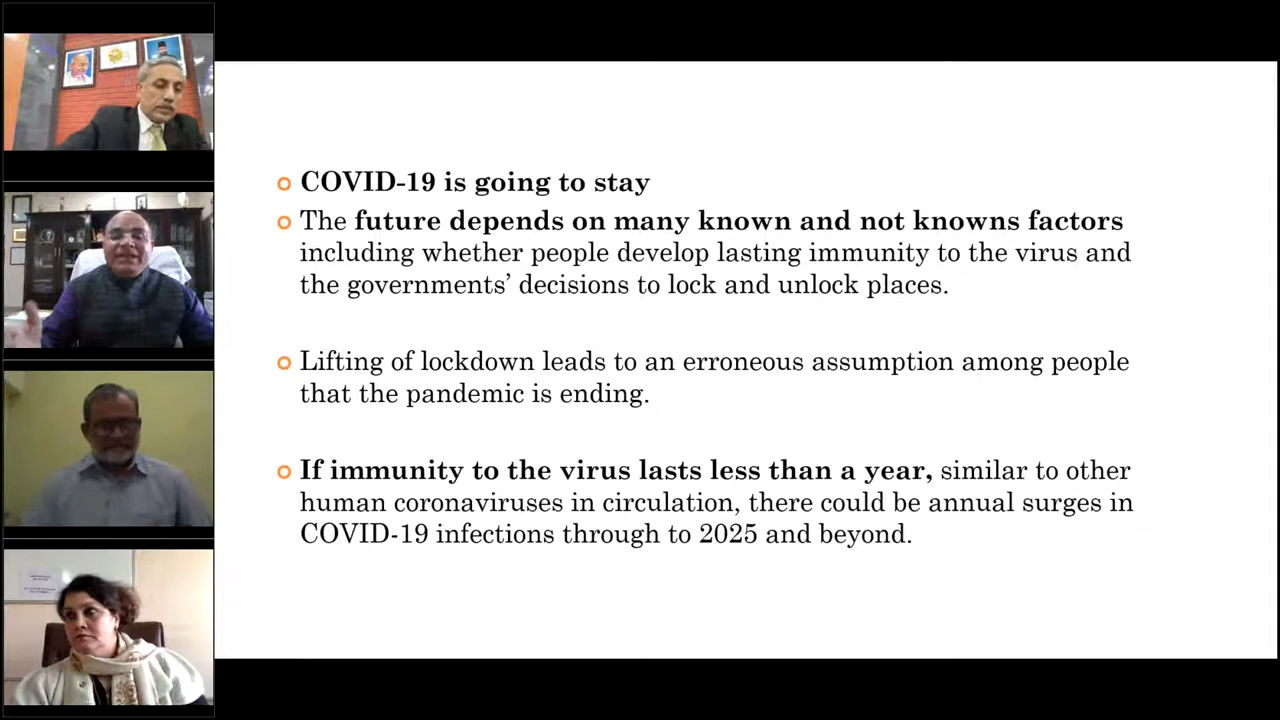 COVID-19 is going to stay
The future depends on many known and not knowns factors
including whether people develop lasting immunity to the virus and
the governments’ decisions to lock and unlock places.
Lifting of lockdown leads to an erroneous assumption among people
that the pandemic is ending.
If immunity to the virus lasts less than a year, similar to other
human coronaviruses in circulation, there could be annual surges in
COVID-19 infections through to 2025 and beyond.